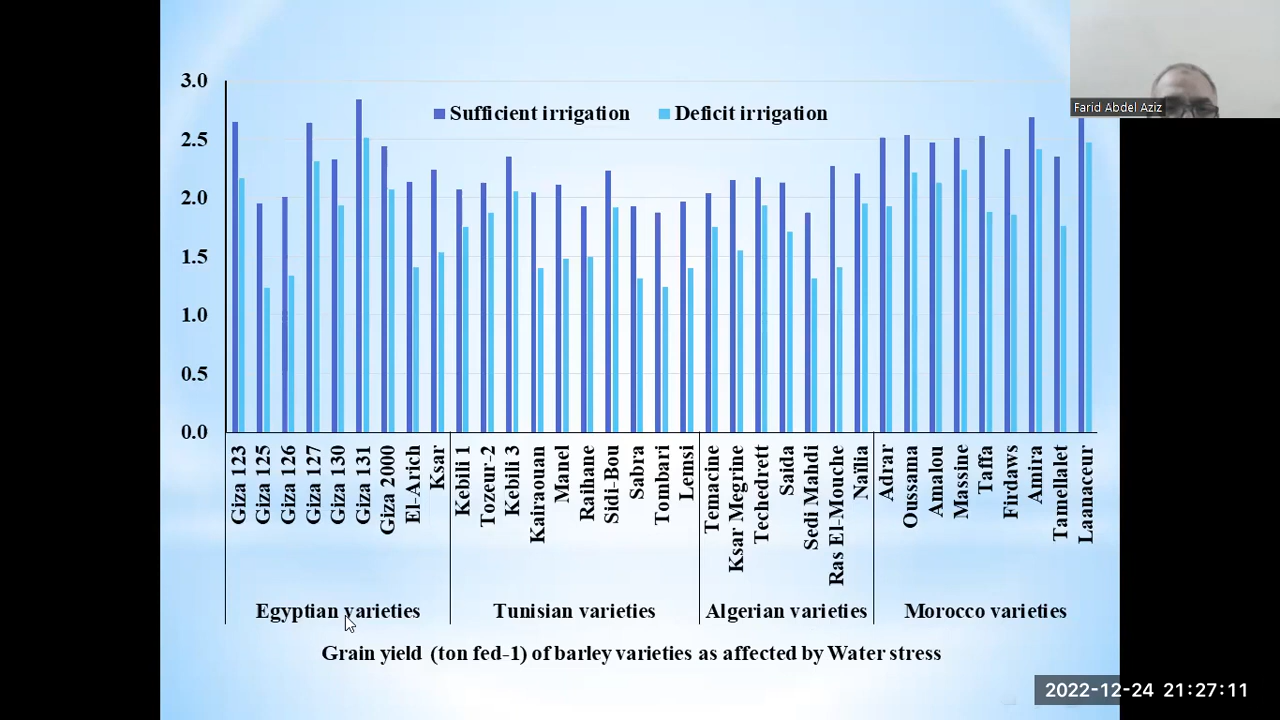 Farid Abdel Aziz
Sufficient irrigation
Deficit irrigation
3.0
2.5
2.0
1.5
1.0
0.5
0.0
Giza 123
Giza 125
Giza 126
Giza 127
Giza 130
Giza 131
Giza 2000
El-Arich
Ksar
Kebili 1
Tozeur-2
Kebili 3
Kairaouan
Manel
Raihane
Sidi-Bou
Sabra
Tombari
Lemsi
Temacine
Ksar Megrine
Techedrett
Saida
Sedi Mahdi
Ras El-Mouche
Naïlia
Adrar
Oussama
Amalou
Massine
Taffa
Firdaws
Amira
Tamellalet
Laanaceur
Egyptian varieties
Tunisian varieties
Algerian varieties
Morocco varieties
Grain yield (ton fed-1) of barley varieties as affected by Water stress
2022-12-24 21:27:11